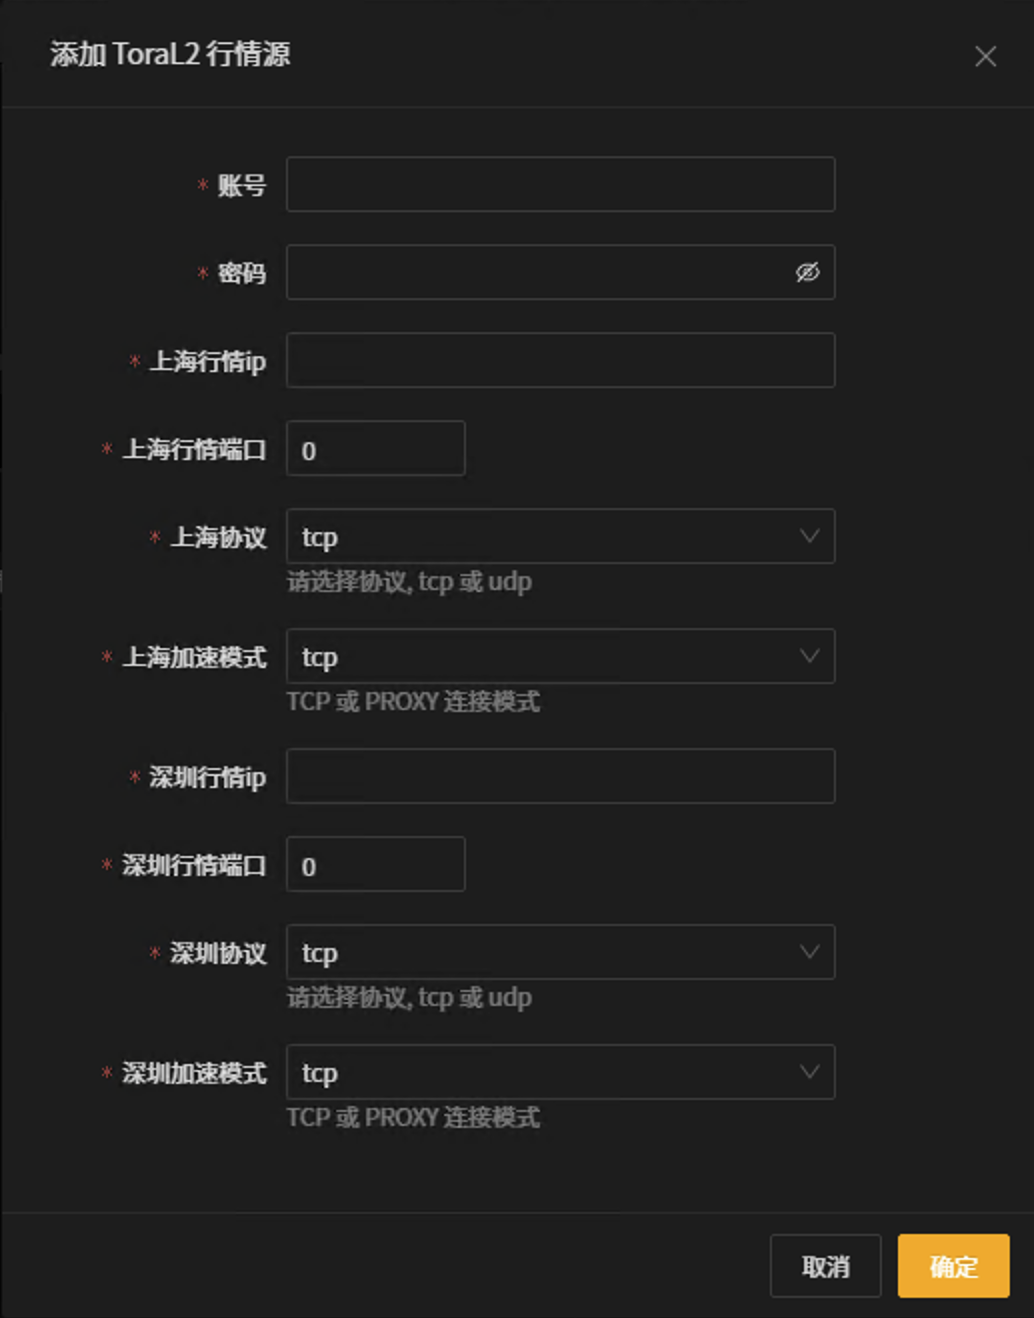 添加 ToraL2 行情源
* 账号
* 密码
* 上海行情ip
* 上海行情端口 0
* 上海协议 tcp
请选择协议, tcp 或 udp
* 上海加速模式 tcp
TCP 或 PROXY 连接模式
* 深圳行情ip
* 深圳行情端口 0
* 深圳协议 tcp
请选择协议, tcp 或 udp
* 深圳加速模式 tcp
TCP 或 PROXY 连接模式
取消 确定